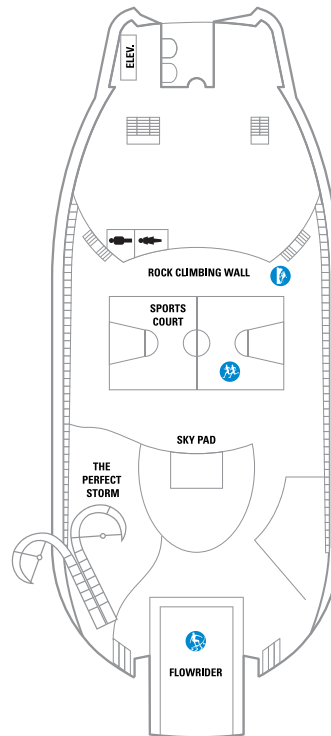 ELEV.
ROCK CLIMBING WALL
SPORTS
COURT
SKY PAD
THE
PERFECT
STORM
FLOWRIDER